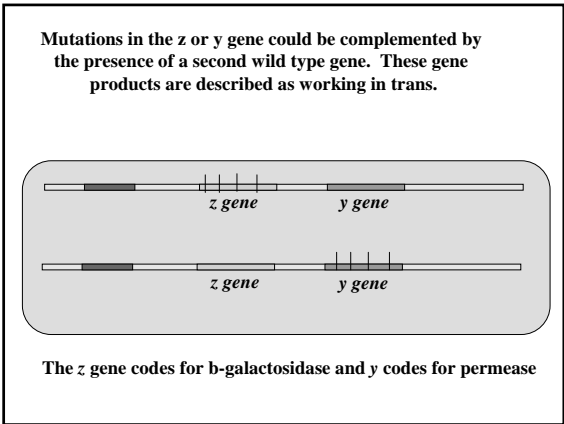 Mutations in the z or y gene could be complemented by
the presence of a second wild type gene. These gene
products are described as working in trans.
z gene y gene
z gene y gene
The z gene codes for b-galactosidase and y codes for permease